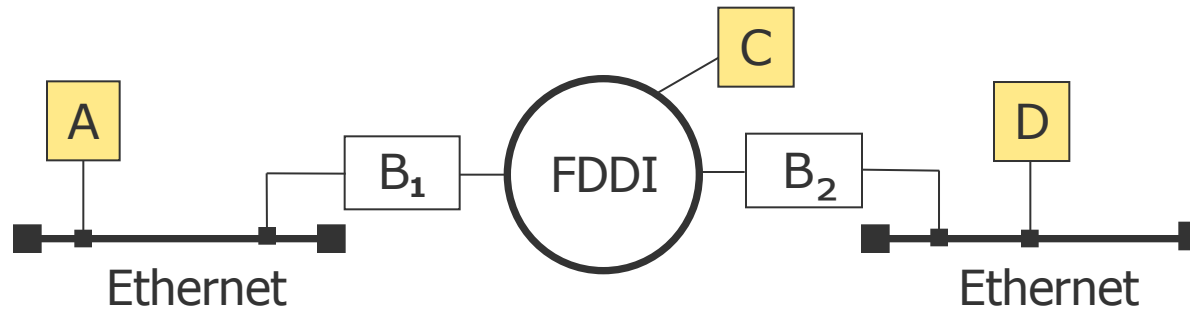 C
A
D
B₁
FDDI
B₂
Ethernet
Ethernet